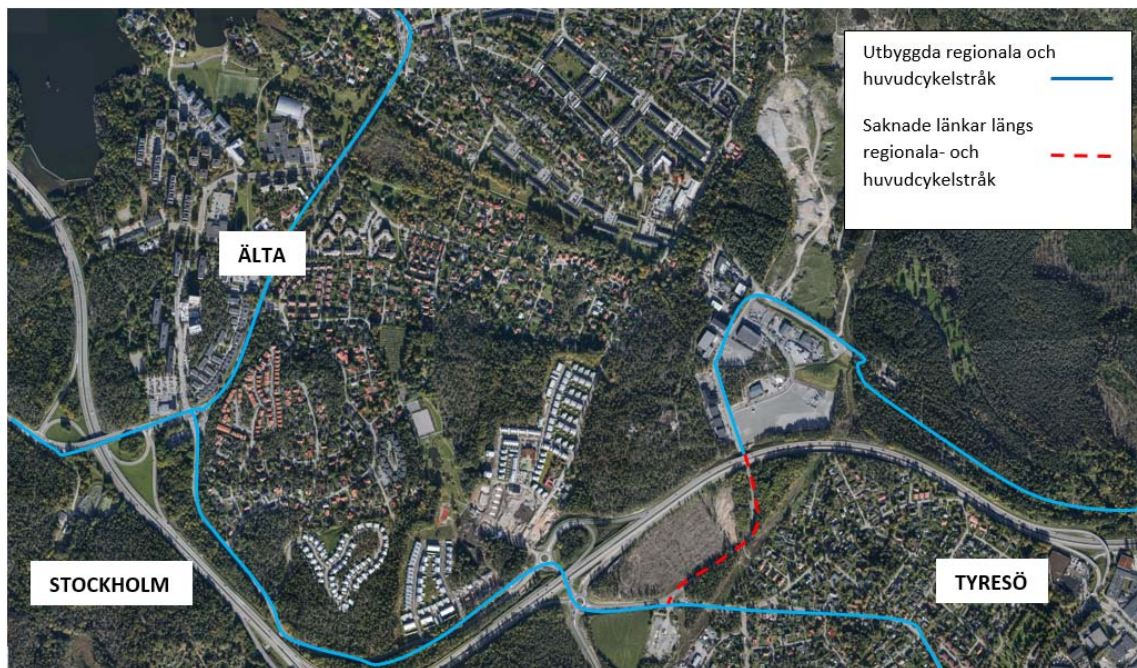 Utbyggda regionala och
huvudcykelstråk
Saknade länkar längs
regionala- och
huvudcykelstråk
ÄLTA
STOCKHOLM
TYRESÖ